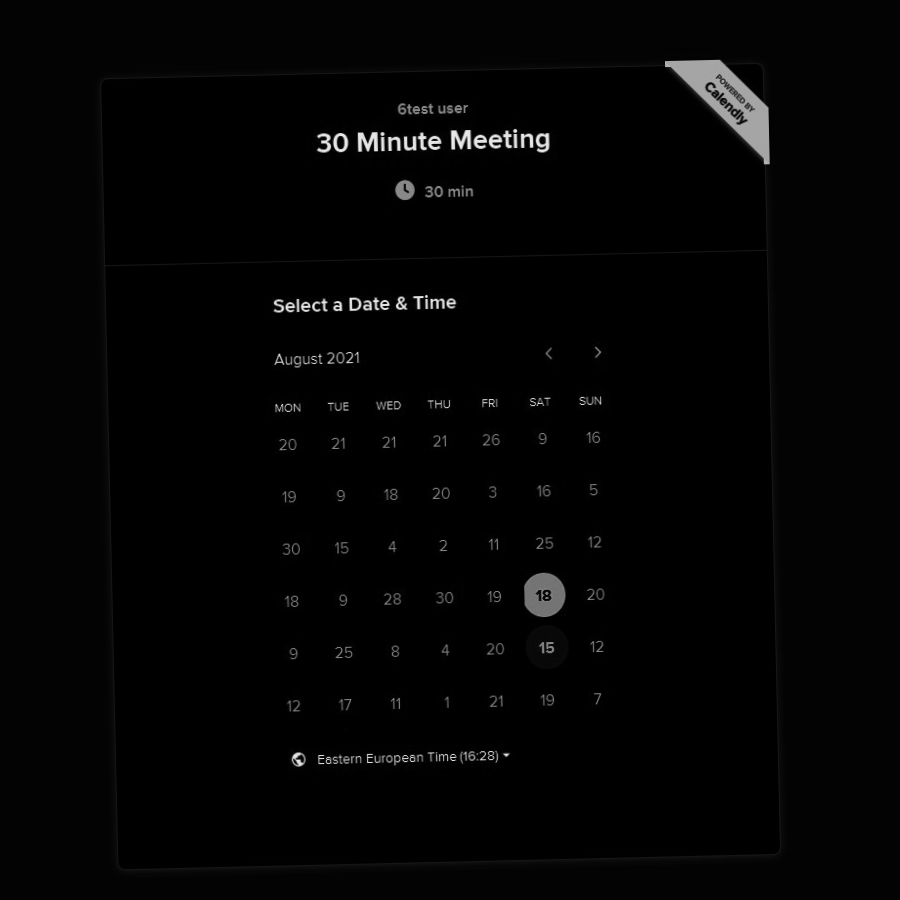 POWERED BY
Calendly
6test user
30 Minute Meeting
30 min
Select a Date & Time
August 2021
MON TUE WED THU FRI SAT SUN
20 21 21 21 26 9 16
19 9 18 20 3 16 5
30 15 4 2 11 25 12
18 9 28 30 19 18 20
9 25 8 4 20 15 12
12 17 11 1 21 19 7
Eastern European Time (16:28)